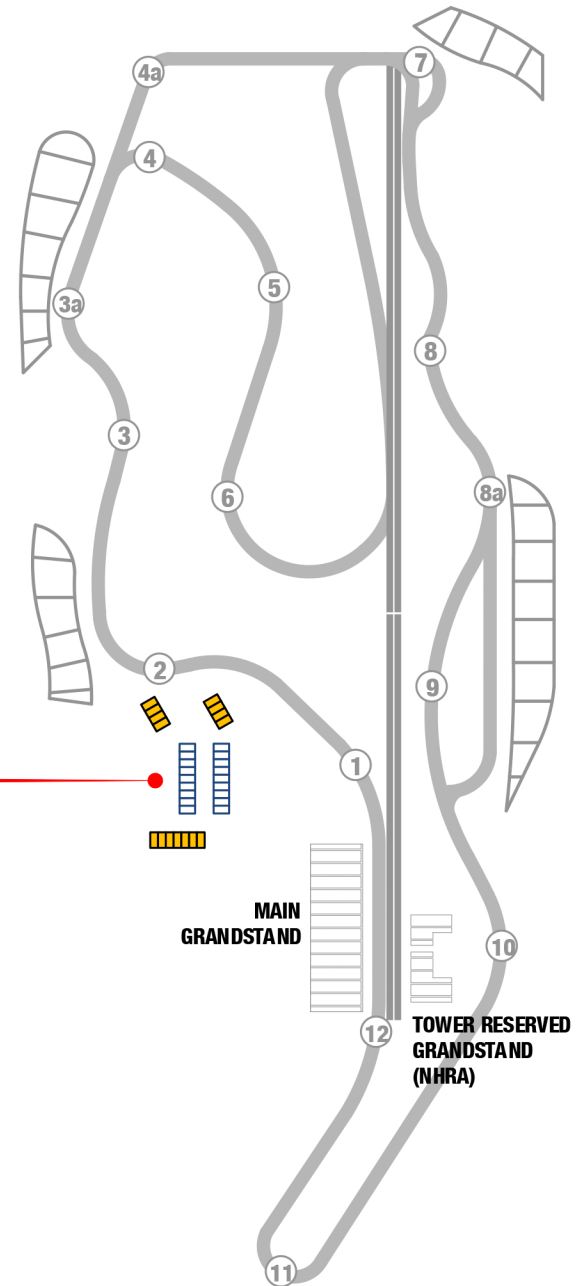 7
4a
4
5
3a
8
3
8a
6
2
9
1
MAIN
GRANDSTAND
10
TOWER RESERVED
GRANDSTAND
(NHRA)
12
11